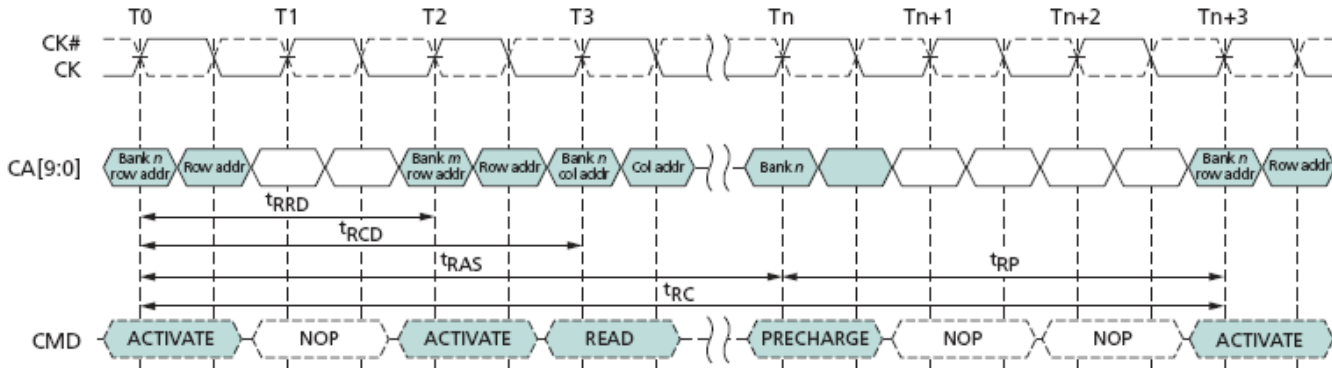 T0 T1 T2 T3 Tn Tn+1 Tn+2 Tn+3
CK#
CK
CA[9:0]
Bank n
row addr
Row addr
Bank m
row addr
Row addr
Bank n
col addr
Col addr
Bank n
Bank n
row addr
Row addr
tRRD
tRCD
tRAS tRP
tRC
CMD ACTIVATE NOP ACTIVATE READ PRECHARGE NOP NOP ACTIVATE